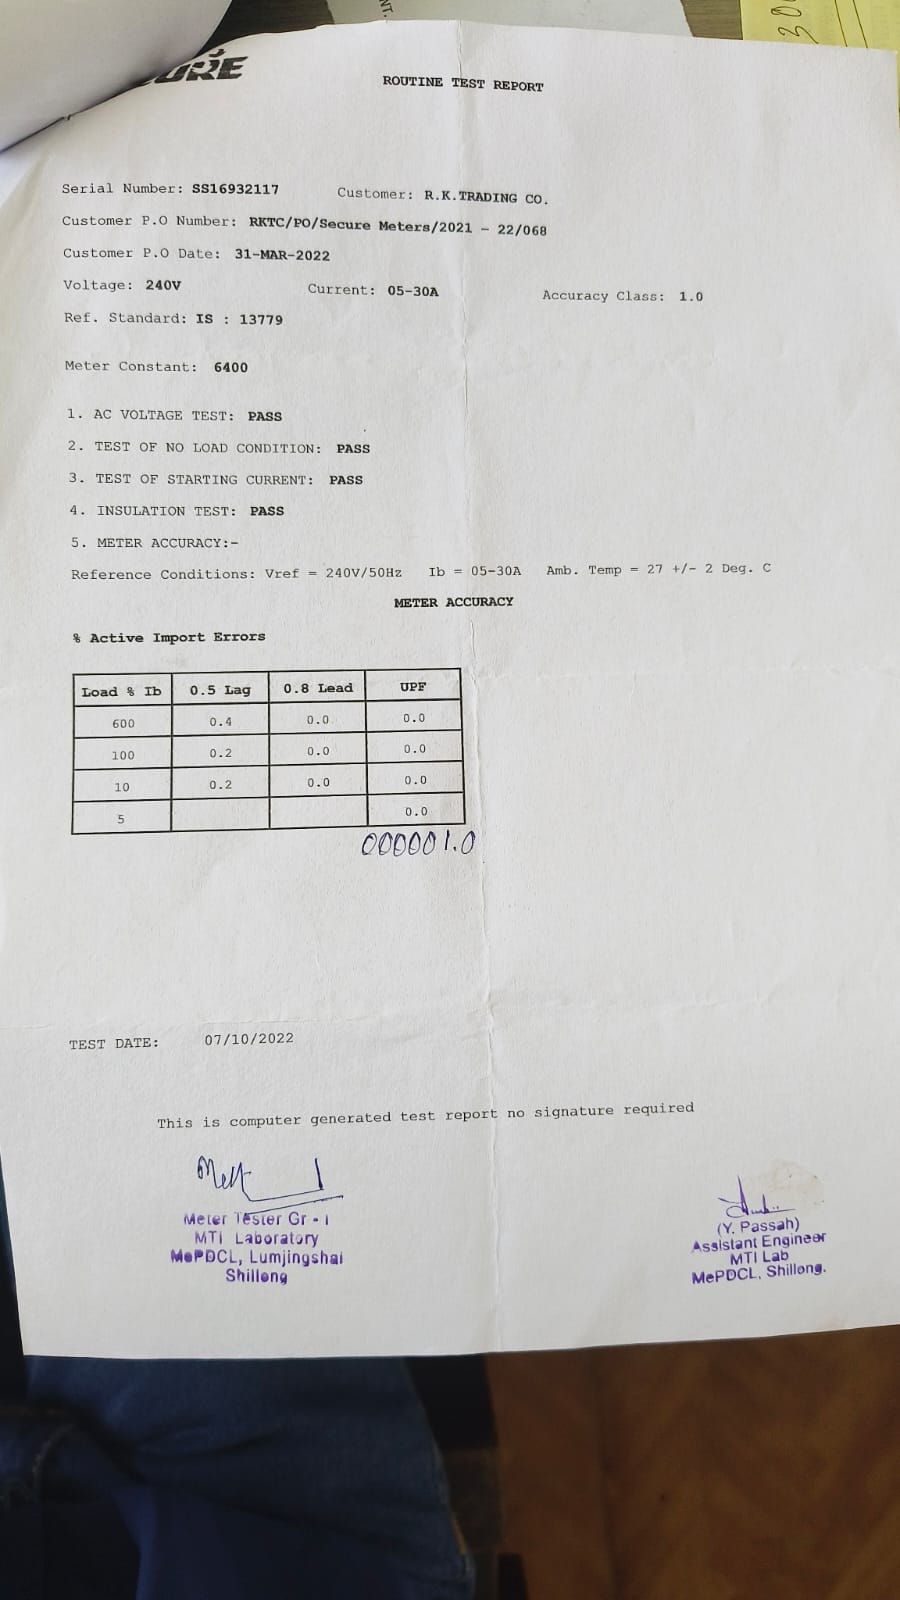 ROUTINE TEST REPORT
Serial Number: SS16932117 Customer: R.K.TRADING CO.
Customer P.O Number: RKTC/PO/Secure Meters/2021 - 22/068
Customer P.O Date: 31-MAR-2022
Voltage: 240V Current: 05-30A Accuracy Class: 1.0
Ref. Standard: IS : 13779
Meter Constant: 6400
1. AC VOLTAGE TEST: PASS
2. TEST OF NO LOAD CONDITION: PASS
3. TEST OF STARTING CURRENT: PASS
4. INSULATION TEST: PASS
5. METER ACCURACY:-
Reference Conditions: Vref = 240V/50Hz Ib = 05-30A Amb. Temp = 27 +/- 2 Deg. C
METER ACCURACY
% Active Import Errors
Load % Ib 0.5 Lag 0.8 Lead UPF
600 0.4 0.0 0.0
100 0.2 0.0 0.0
10 0.2 0.0 0.0
5 0.0
000001.0
TEST DATE: 07/10/2022
This is computer generated test report no signature required
Meter Tester Gr - I
MTI Laboratory
MePDCL, Lumjingshai
Shillong
(Y. Passah)
Assistant Engineer
MTI Lab
MePDCL, Shillong.